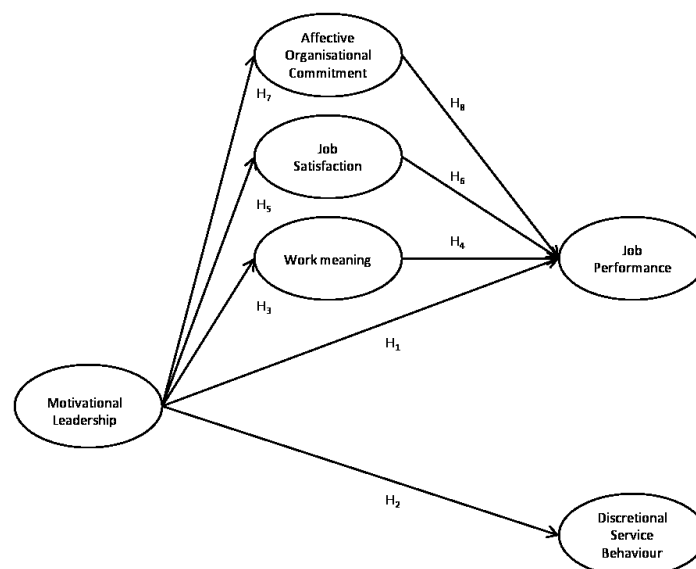 Affective
Organisational
Commitment
H₇
H₈
Job
Satisfaction
H₆
H₅
Work meaning
H₄
Job
Performance
H₃
H₁
Motivational
Leadership
H₂
Discretional
Service
Behaviour